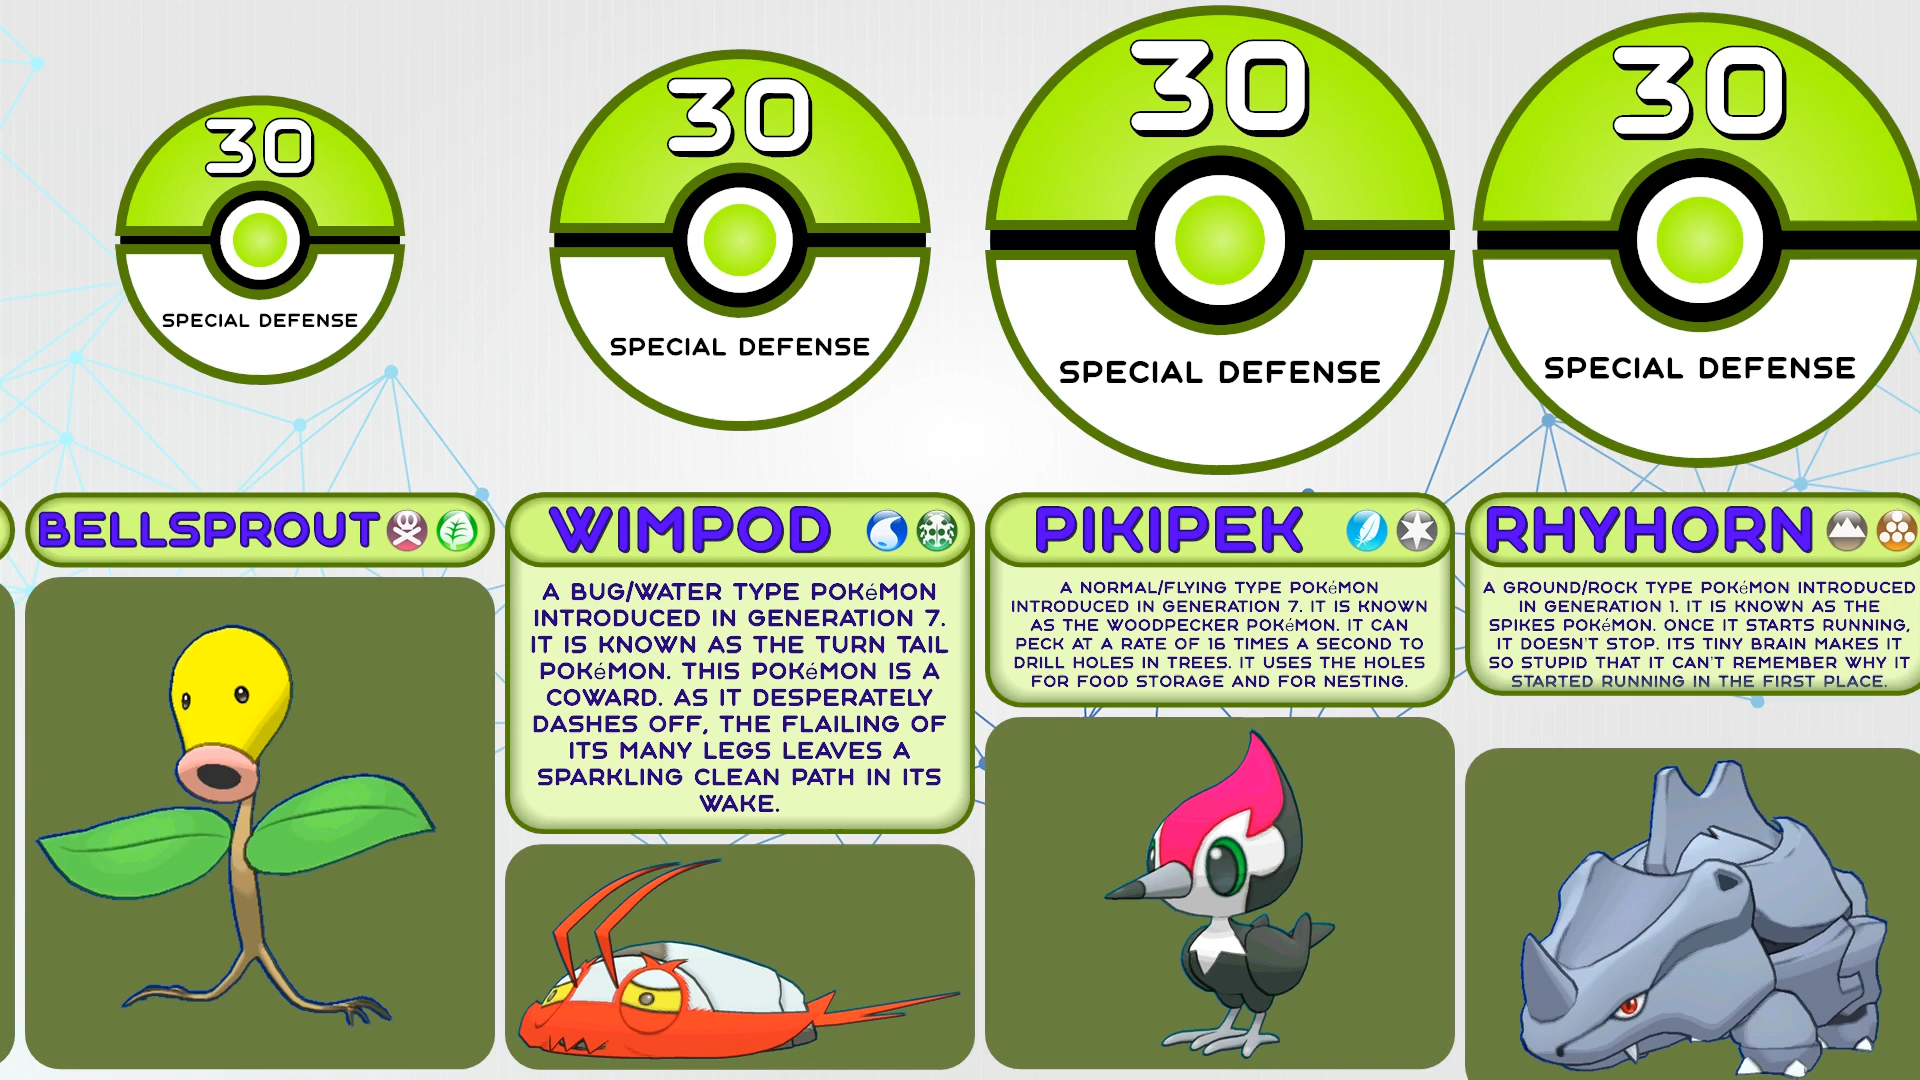 30
SPECIAL DEFENSE
BELLSPROUT
30
SPECIAL DEFENSE
WIMPOD
A BUG/WATER TYPE POKéMON
INTRODUCED IN GENERATION 7.
IT IS KNOWN AS THE TURN TAIL
POKéMON. THIS POKéMON IS A
COWARD. AS IT DESPERATELY
DASHES OFF, THE FLAILING OF
ITS MANY LEGS LEAVES A
SPARKLING CLEAN PATH IN ITS
WAKE.
30
SPECIAL DEFENSE
PIKIPEK
A NORMAL/FLYING TYPE POKéMON
INTRODUCED IN GENERATION 7. IT IS KNOWN
AS THE WOODPECKER POKéMON. IT CAN
PECK AT A RATE OF 16 TIMES A SECOND TO
DRILL HOLES IN TREES. IT USES THE HOLES
FOR FOOD STORAGE AND FOR NESTING.
30
SPECIAL DEFENSE
RHYHORN
A GROUND/ROCK TYPE POKéMON INTRODUCED
IN GENERATION 1. IT IS KNOWN AS THE
SPIKES POKéMON. ONCE IT STARTS RUNNING,
IT DOESN'T STOP. ITS TINY BRAIN MAKES IT
SO STUPID THAT IT CAN'T REMEMBER WHY IT
STARTED RUNNING IN THE FIRST PLACE.